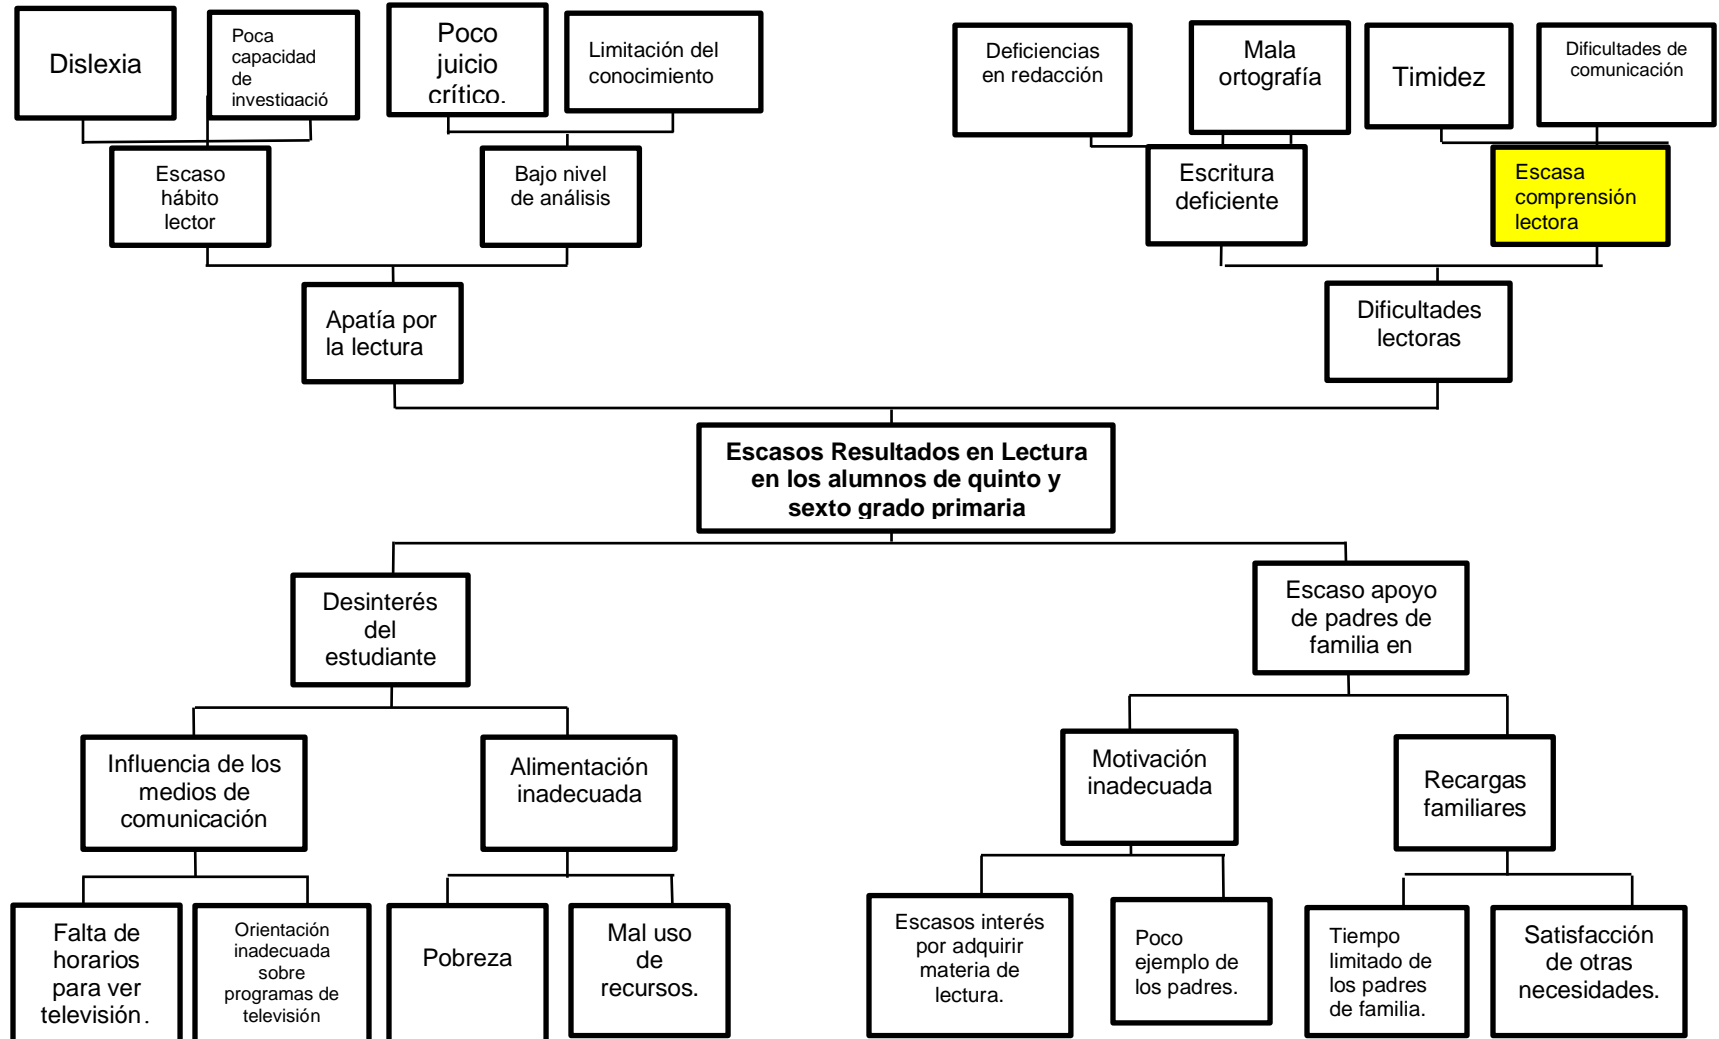 Dislexia
Poca
capacidad
de
investigació
Poco
juicio
crítico.
Limitación del
conocimiento
Deficiencias
en redacción
Mala
ortografía
Timidez
Dificultades de
comunicación
Escaso
hábito
lector
Bajo nivel
de análisis
Escritura
deficiente
Escasa
comprensión
lectora
Apatía por
la lectura
Dificultades
lectoras
Escasos Resultados en Lectura
en los alumnos de quinto y
sexto grado primaria
Desinterés
del
estudiante
Escaso apoyo
de padres de
familia en
Influencia de los
medios de
comunicación
Alimentación
inadecuada
Motivación
inadecuada
Recargas
familiares
Falta de
horarios
para ver
televisión.
Orientación
inadecuada
sobre
programas de
televisión
Pobreza
Mal uso
de
recursos.
Escasos interés
por adquirir
materia de
lectura.
Poco
ejemplo de
los padres.
Tiempo
limitado de
los padres
de familia.
Satisfacción
de otras
necesidades.